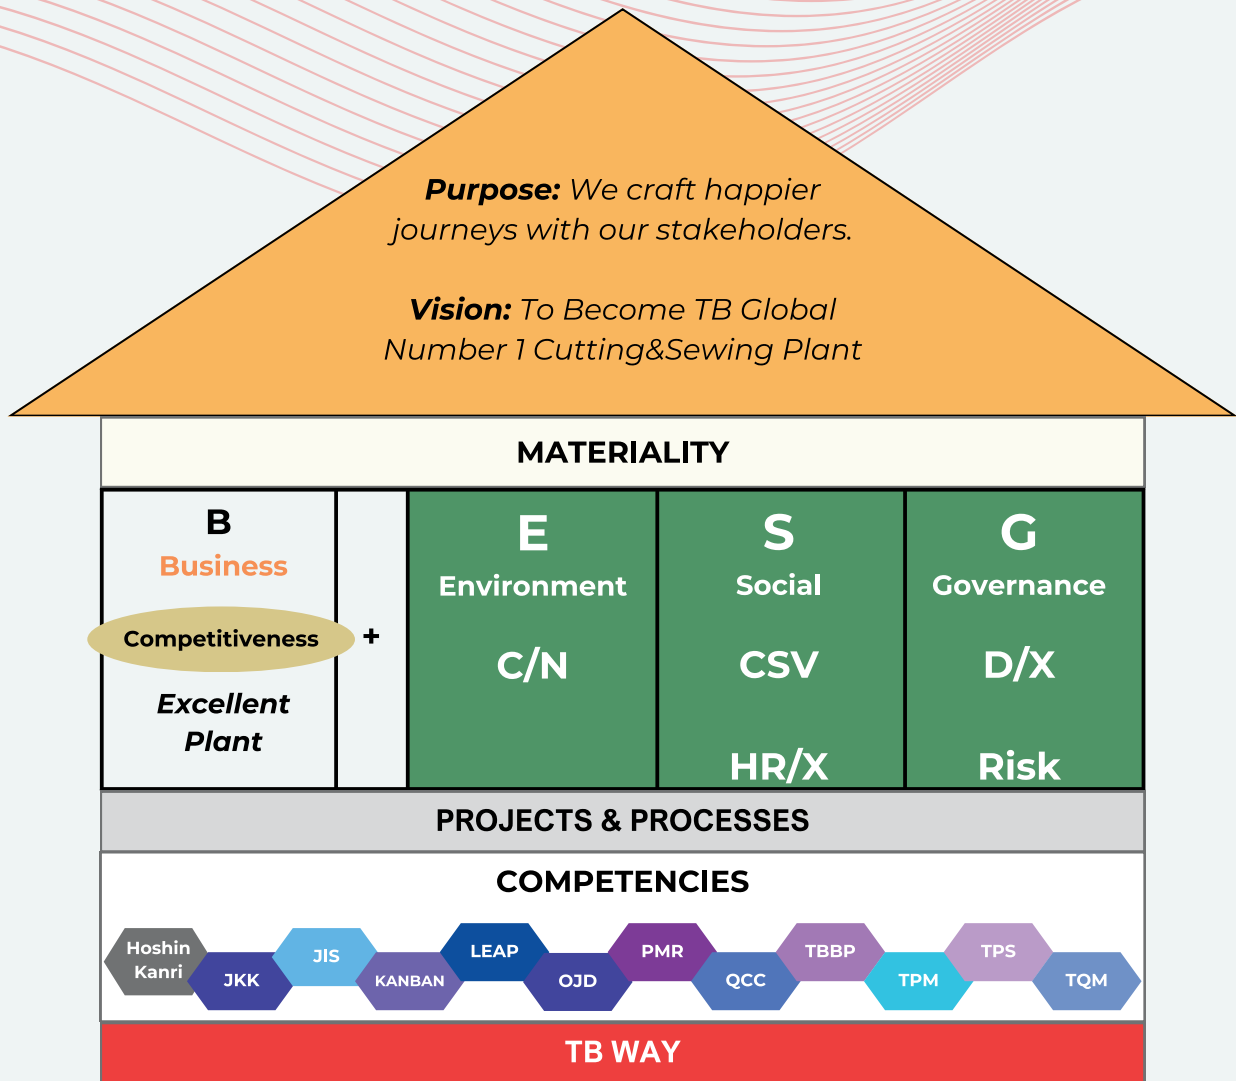 Purpose: We craft happier
journeys with our stakeholders.
Vision: To Become TB Global
Number 1 Cutting&Sewing Plant
MATERIALITY
B
Business
Competitiveness
Excellent
Plant
+
E
Environment
C/N
S
Social
CSV
HR/X
G
Governance
D/X
Risk
PROJECTS & PROCESSES
COMPETENCIES
Hoshin
Kanri
JKK
JIS
KANBAN
LEAP
OJD
PMR
QCC
TBBP
TPM
TPS
TQM
TB WAY